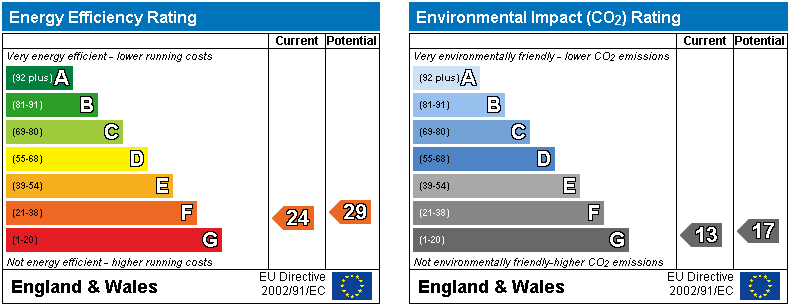 Energy Efficiency Rating
Current Potential
Very energy efficient - lower running costs
(92 plus) A
(81-91) B
(69-80) C
(55-68) D
(39-54) E
(21-38) F
(1-20) G
24
29
Not energy efficient - higher running costs
England & Wales
EU Directive
2002/91/EC
Environmental Impact (CO2) Rating
Current Potential
Very environmentally friendly - lower CO2 emissions
(92 plus) A
(81-91) B
(69-80) C
(55-68) D
(39-54) E
(21-38) F
(1-20) G
13
17
Not environmentally friendly-higher CO2 emissions
England & Wales
EU Directive
2002/91/EC